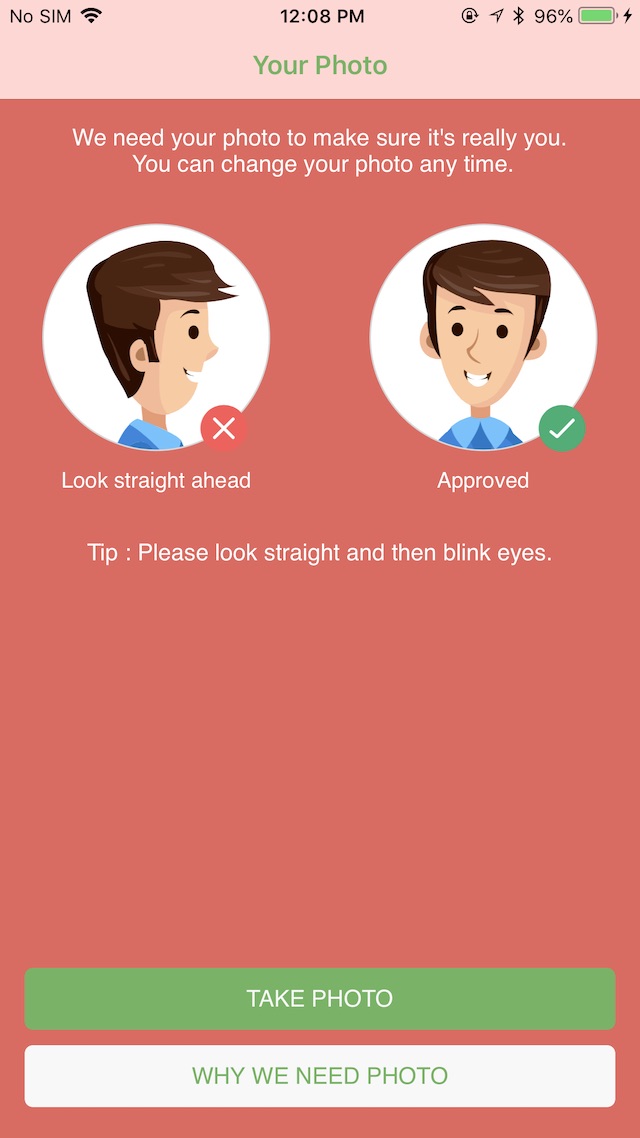 No SIM 12:08 PM 96%
Your Photo
We need your photo to make sure it's really you.
You can change your photo any time.
Look straight ahead Approved
Tip : Please look straight and then blink eyes.
TAKE PHOTO
WHY WE NEED PHOTO